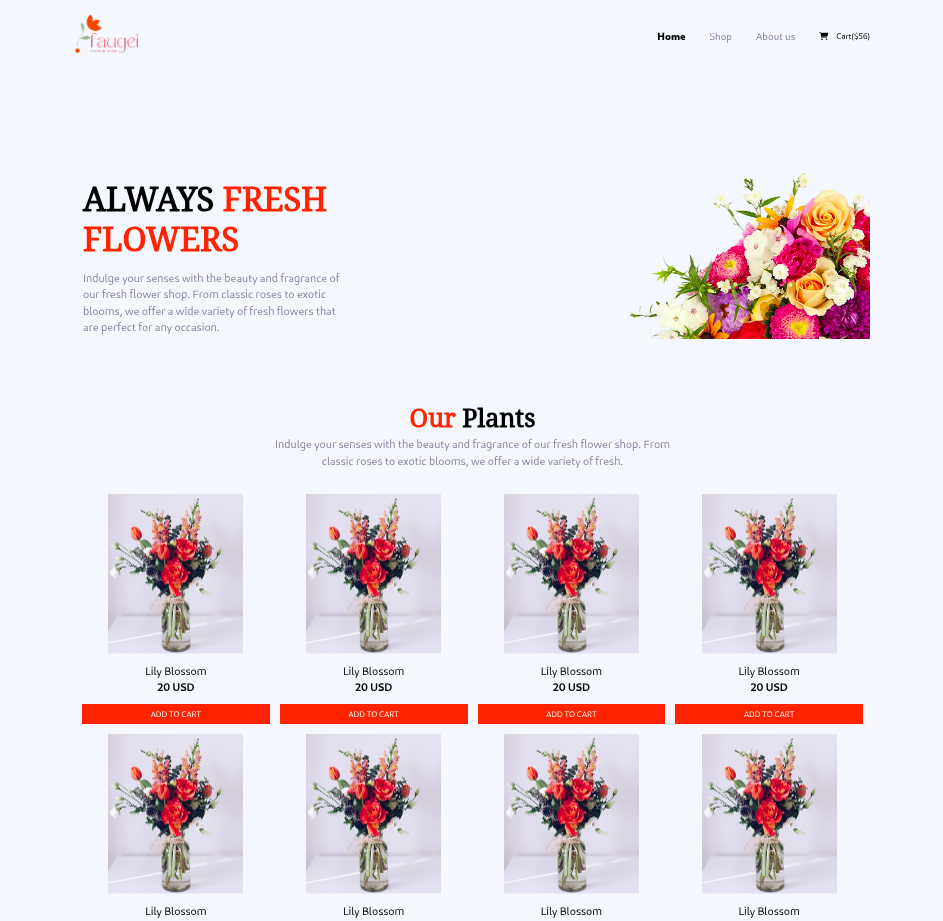 faugei
Home Shop About us Cart($56)
ALWAYS FRESH
FLOWERS
Indulge your senses with the beauty and fragrance of
our fresh flower shop. From classic roses to exotic
blooms, we offer a wide variety of fresh flowers that
are perfect for any occasion.
Our Plants
Indulge your senses with the beauty and fragrance of our fresh flower shop. From
classic roses to exotic blooms, we offer a wide variety of fresh.
Lily Blossom Lily Blossom Lily Blossom Lily Blossom
20 USD 20 USD 20 USD 20 USD
ADD TO CART ADD TO CART ADD TO CART ADD TO CART
Lily Blossom Lily Blossom Lily Blossom Lily Blossom